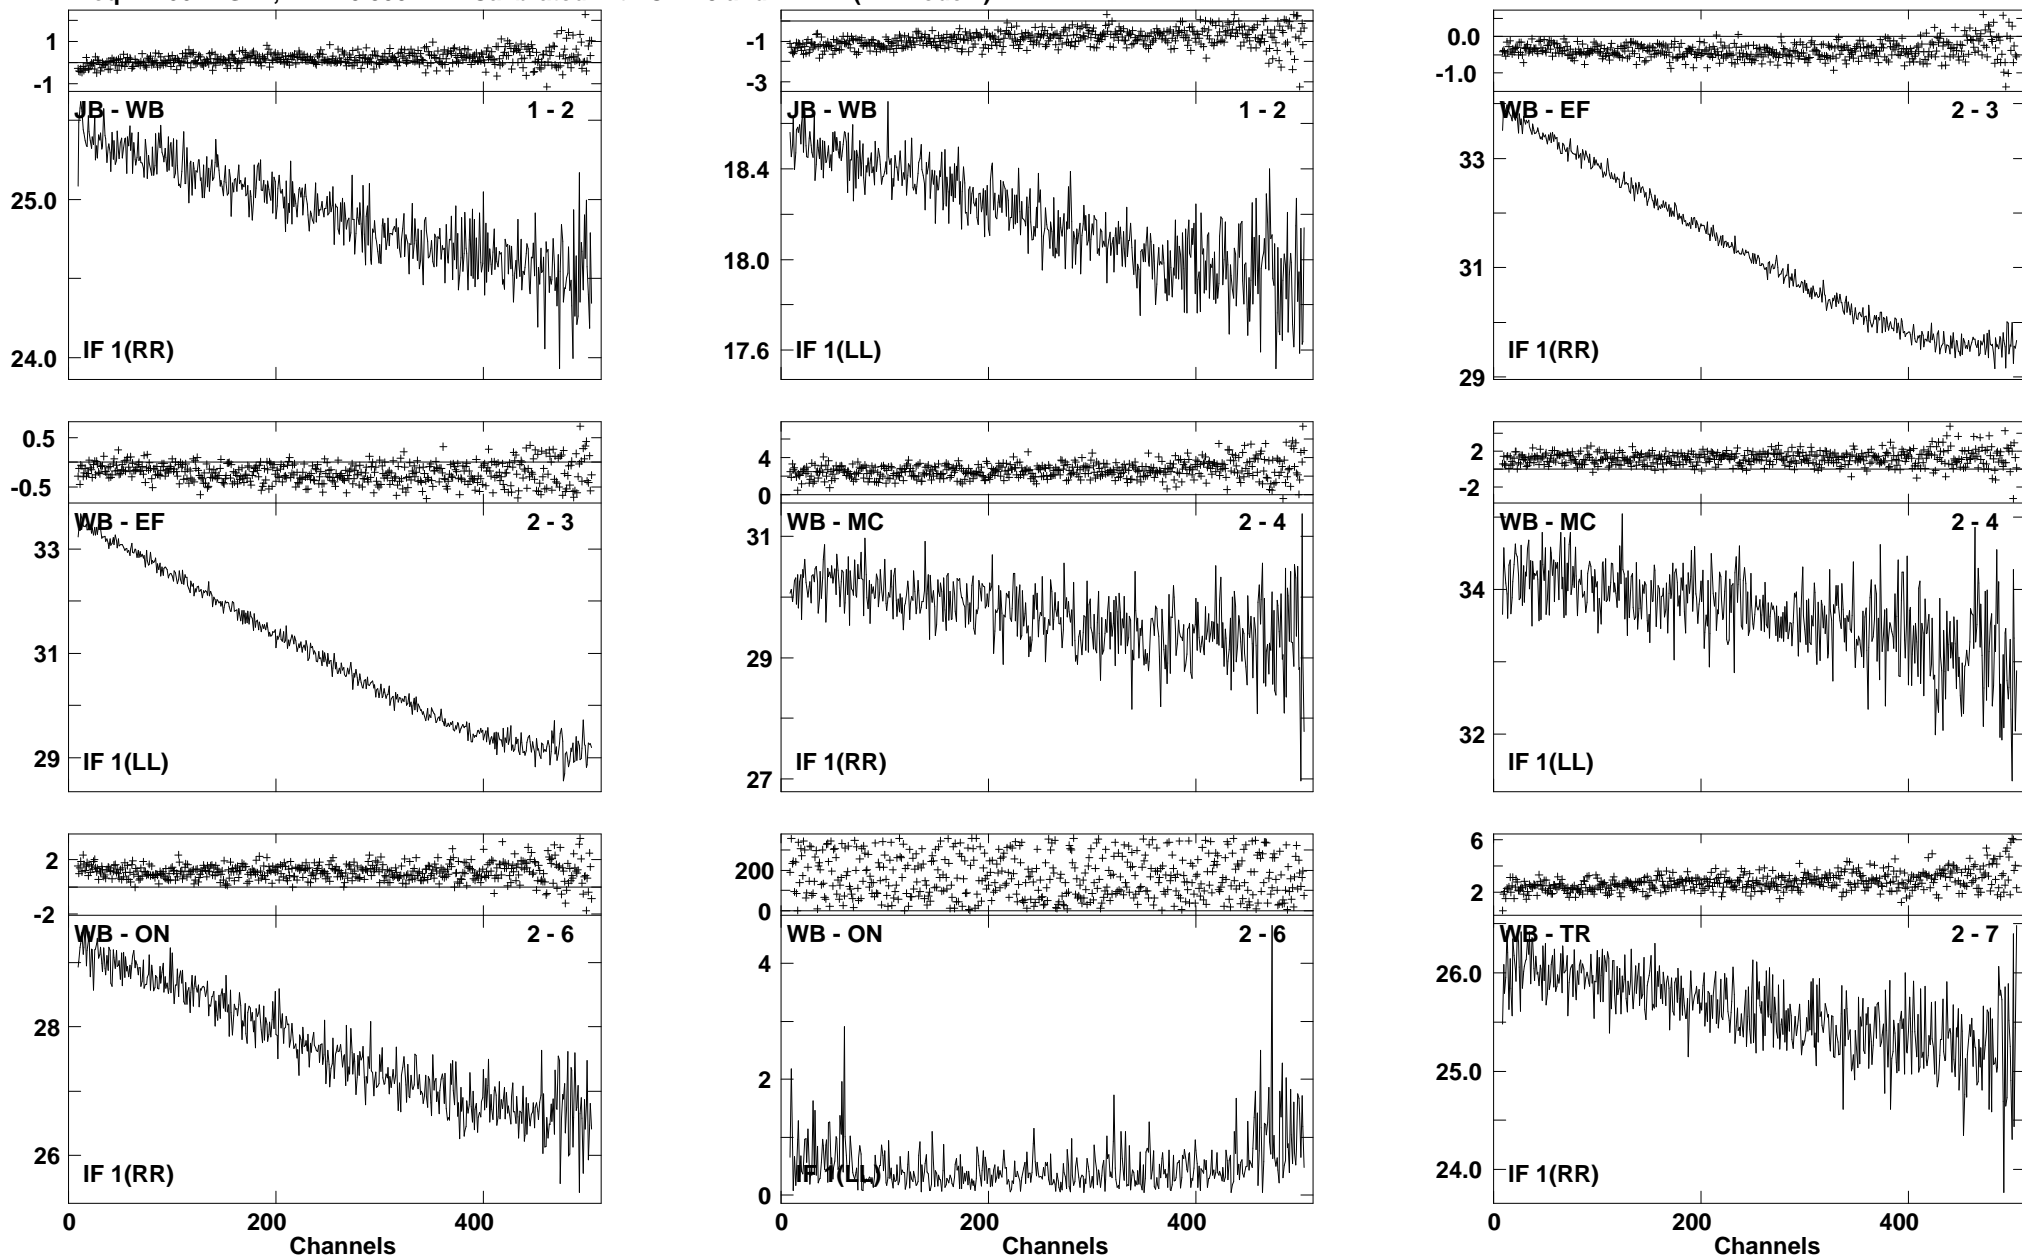 1
-1
JB - WB 1 - 2
25.0
24.0
IF 1(RR)
-1
-3
JB - WB 1 - 2
18.4
18.0
17.6
IF 1(LL)
0.0
-1.0
WB - EF 2 - 3
33
31
29
IF 1(RR)
0.5
-0.5
WB - EF 2 - 3
33
31
29
IF 1(LL)
4
0
WB - MC 2 - 4
31
29
27
IF 1(RR)
2
-2
WB - MC 2 - 4
34
32
IF 1(LL)
2
-2
WB - ON 2 - 6
28
26
IF 1(RR)
0 200 400
Channels
200
0
WB - ON 2 - 6
4
2
0
IF 1(LL)
0 200 400
Channels
6
2
WB - TR 2 - 7
26.0
25.0
24.0
IF 1(RR)
0 200 400
Channels